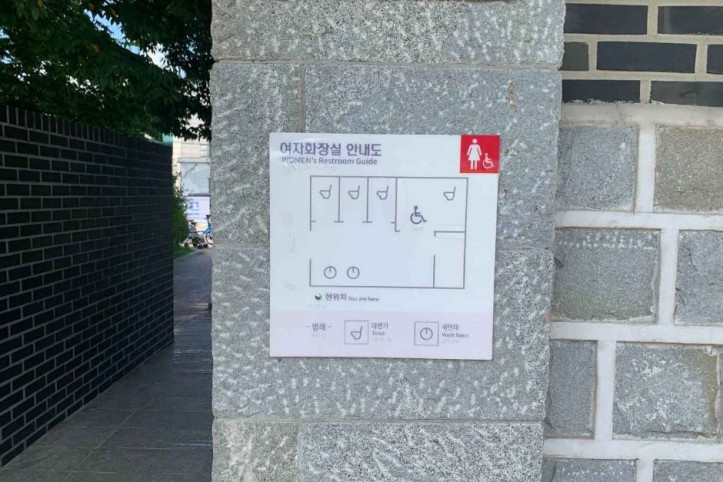 여자화장실 안내도
WOMEN's Restroom Guide
현위치 You are here
- 범례 -
대변기
Toilet
세면대
Wash Basin